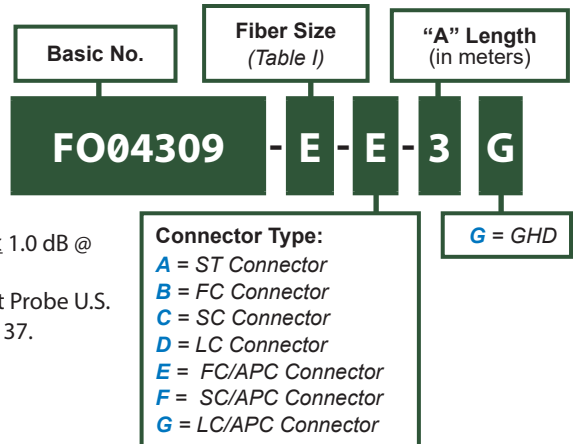 Basic No.
Fiber Size
(Table I)
“A” Length
(in meters)
FO04309 - E - E - 3 G
1.0 dB @
t Probe U.S.
37.
Connector Type:
A = ST Connector
B = FC Connector
C = SC Connector
D = LC Connector
E = FC/APC Connector
F = SC/APC Connector
G = LC/APC Connector
G = GHD